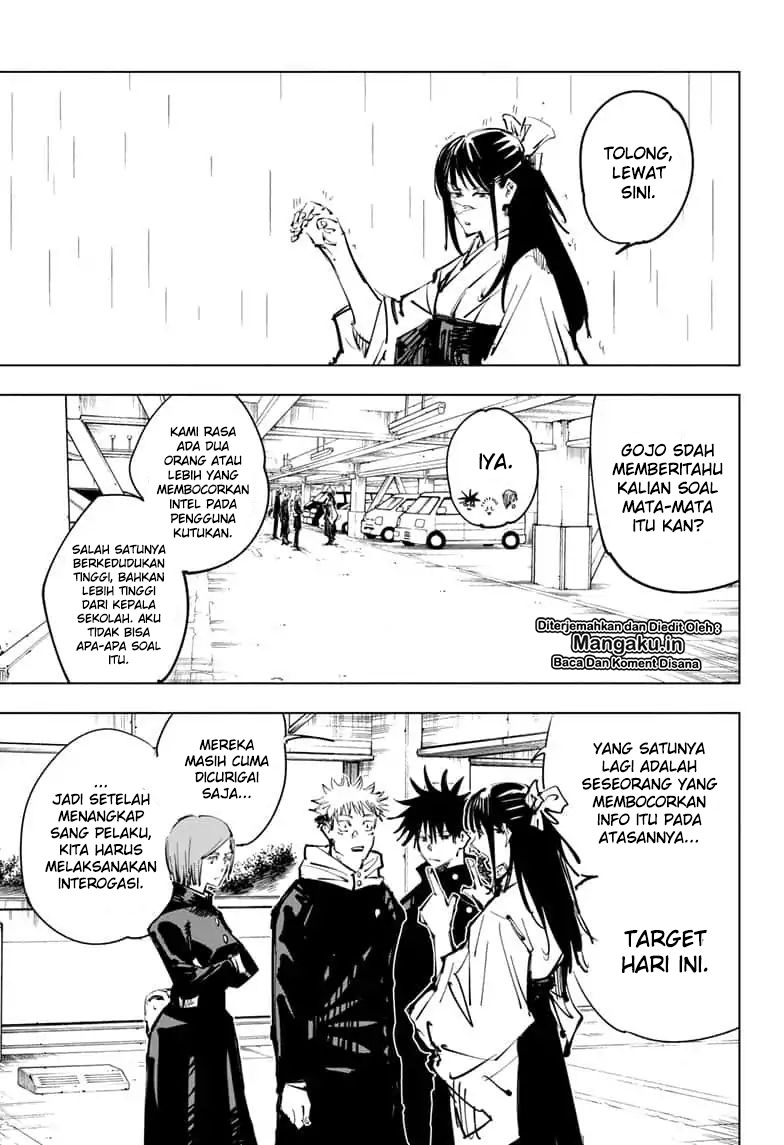 TOLONG,
LEWAT
SINI.
GOJO SDAH
MEMBERITAHU
KALIAN SOAL
MATA-MATA
ITU KAN?
IYA.
KAMI RASA
ADA DUA
ORANG ATAU
LEBIH YANG
MEMBOCORKAN
INTEL PADA
PENGGUNA
KUTUKAN.
SALAH SATUNYA
BERKEDUDUKAN
TINGGI, BAHKAN
LEBIH TINGGI
DARI KEPALA
SEKOLAH. AKU
TIDAK BISA
APA-APA SOAL
ITU.
Diterjemahkan dan Diedit Oleh :
Mangaku.in
Baca Dan Koment Disana
YANG SATUNYA
LAGI ADALAH
SESEORANG YANG
MEMBOCORKAN
INFO ITU PADA
ATASANNYA...
TARGET
HARI INI.
MEREKA
MASIH CUMA
DICURIGAI
SAJA...
...
JADI SETELAH
MENANGKAP
SANG PELAKU,
KITA HARUS
MELAKSANAKAN
INTEROGASI.